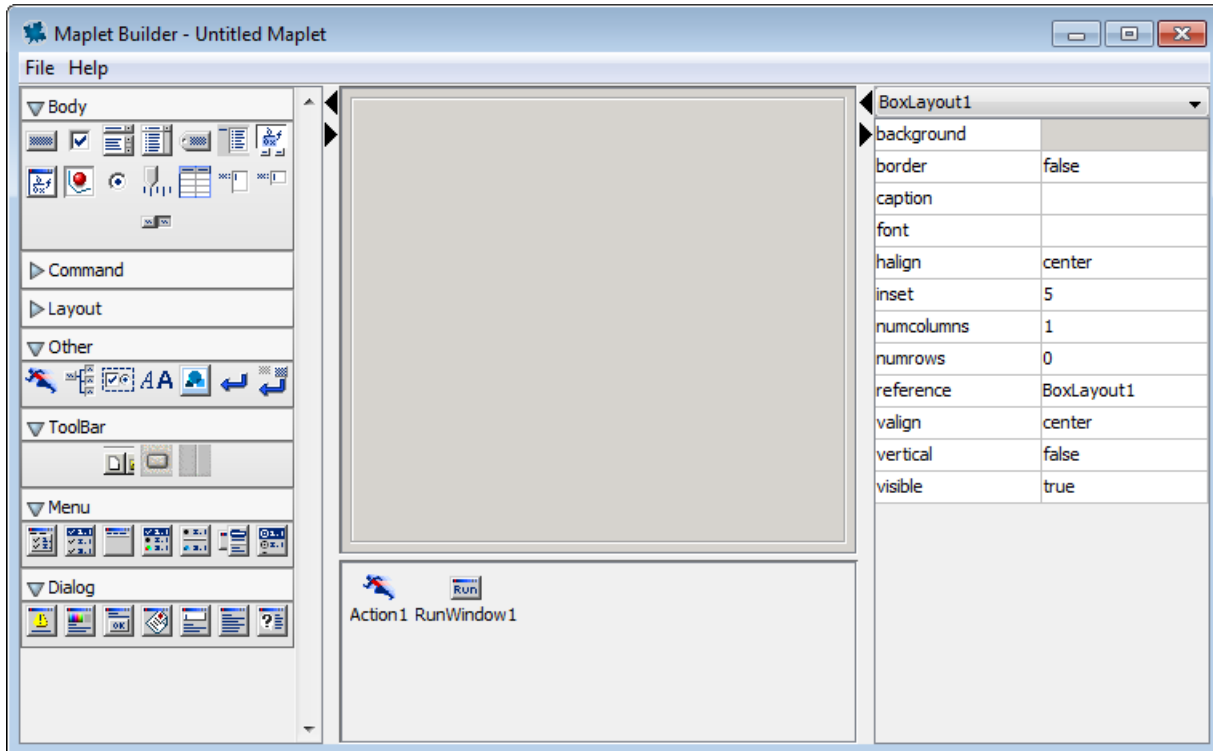 Maplet Builder - Untitled Maplet
File Help
Body
Command
Layout
Other
ToolBar
Menu
Dialog
Action1 RunWindow1
Run
OK
BoxLayout1
background
border false
caption
font
halign center
inset 5
numcolumns 1
numrows 0
reference BoxLayout1
valign center
vertical false
visible true